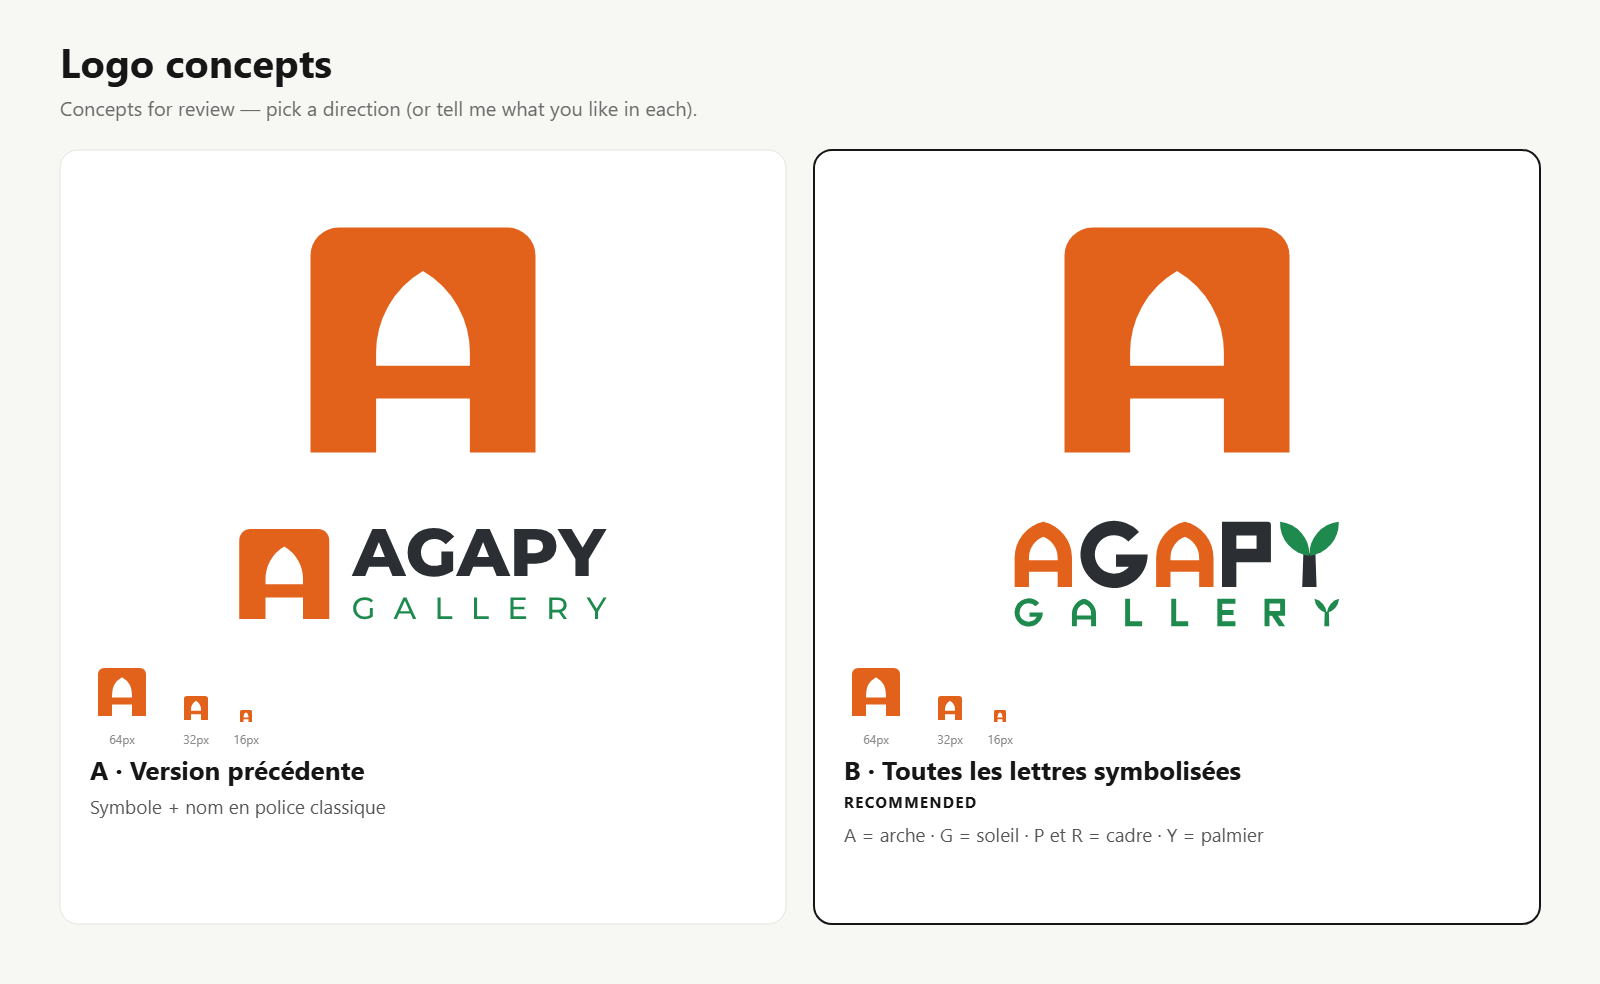 Logo concepts
Concepts for review — pick a direction (or tell me what you like in each).
A
AGAPY
GALLERY
64px 32px 16px
A · Version précédente
Symbole + nom en police classique
A
AGAPY
GALLERY
64px 32px 16px
B · Toutes les lettres symbolisées
RECOMMENDED
A = arche · G = soleil · P et R = cadre · Y = palmier